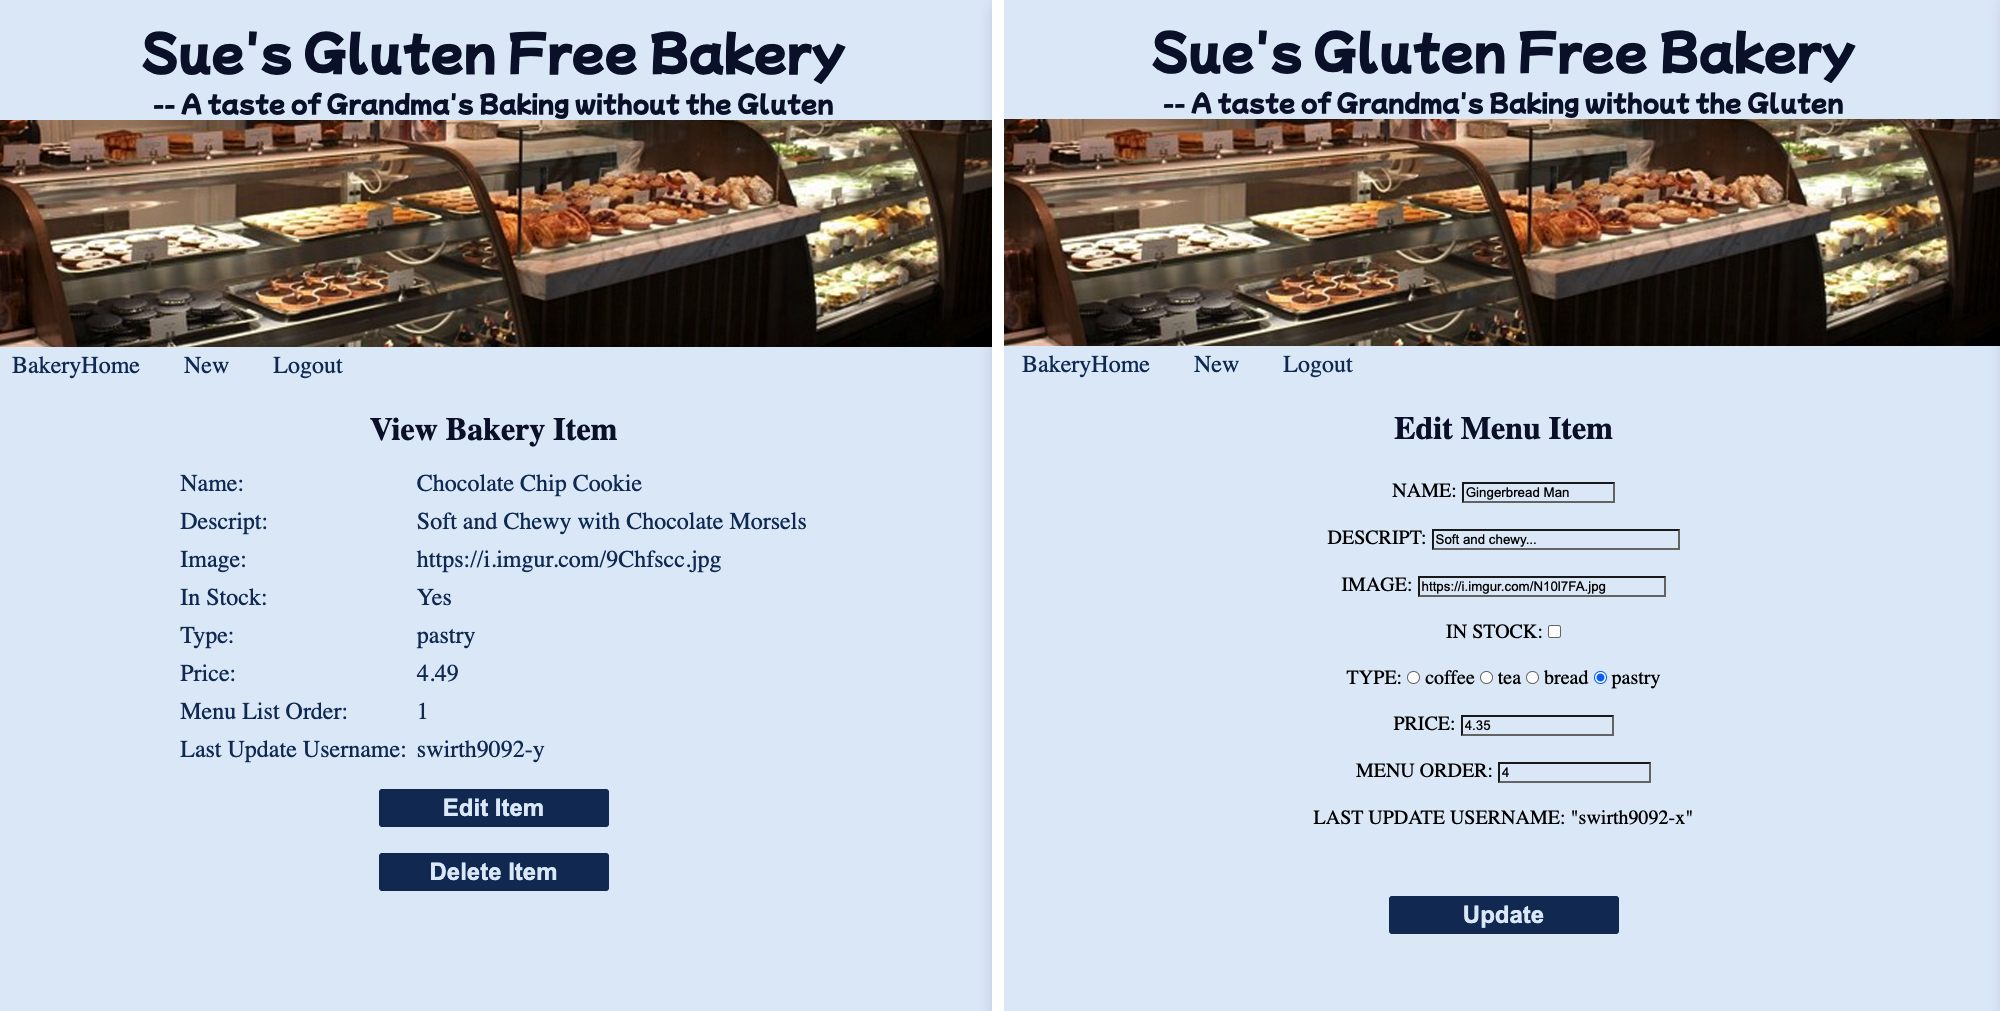 Sue's Gluten Free Bakery
-- A taste of Grandma's Baking without the Gluten
BakeryHome New Logout
View Bakery Item
Name: Chocolate Chip Cookie
Descript: Soft and Chewy with Chocolate Morsels
Image: https://i.imgur.com/9Chfscc.jpg
In Stock: Yes
Type: pastry
Price: 4.49
Menu List Order: 1
Last Update Username: swirth9092-y
Edit Item
Delete Item
Sue's Gluten Free Bakery
-- A taste of Grandma's Baking without the Gluten
BakeryHome New Logout
Edit Menu Item
NAME: Gingerbread Man
DESCRIPT: Soft and chewy...
IMAGE: https://i.imgur.com/N10l7FA.jpg
IN STOCK:
TYPE: coffee tea bread pastry
PRICE: 4.35
MENU ORDER: 4
LAST UPDATE USERNAME: "swirth9092-x"
Update